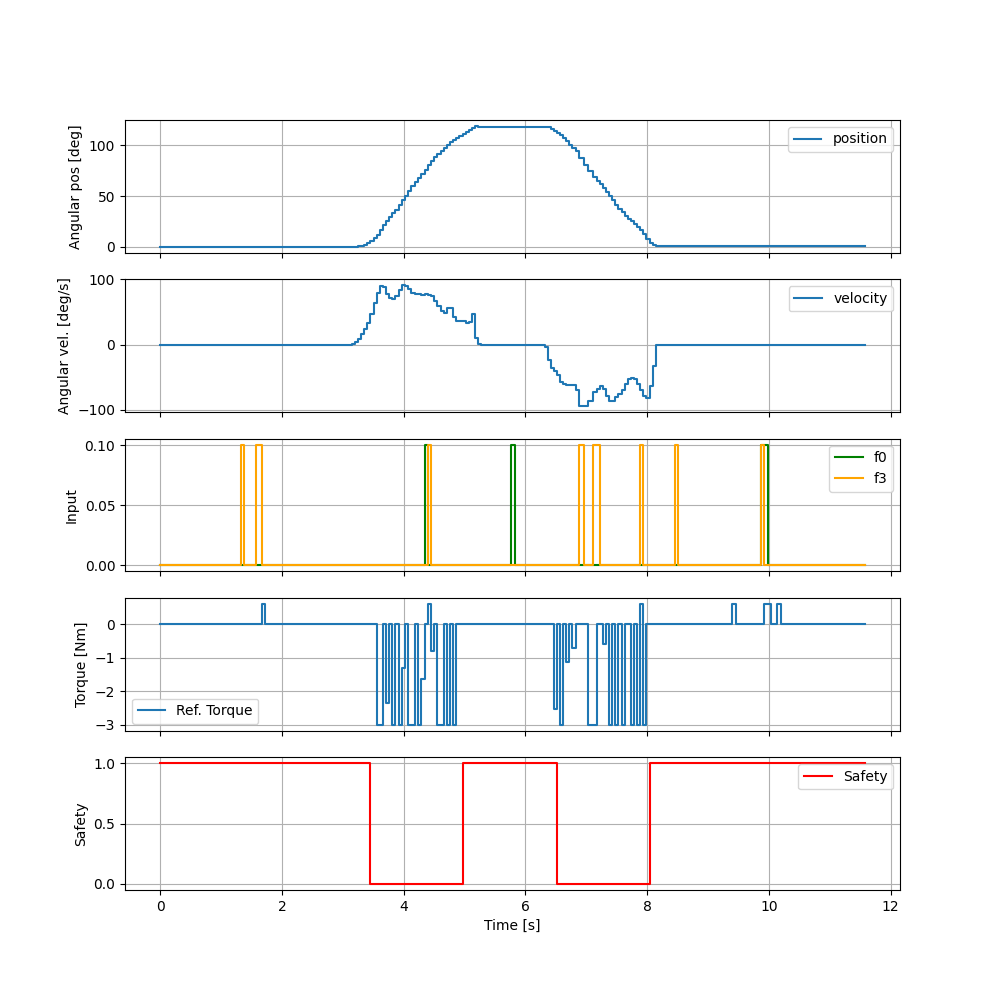 Angular pos [deg]
100
50
0
position
Angular vel. [deg/s]
100
0
−100
velocity
Input
0.10
0.05
0.00
f0
f3
Torque [Nm]
0
−1
−2
−3
Ref. Torque
Safety
1.0
0.5
0.0
Safety
0 2 4 6 8 10 12
Time [s]